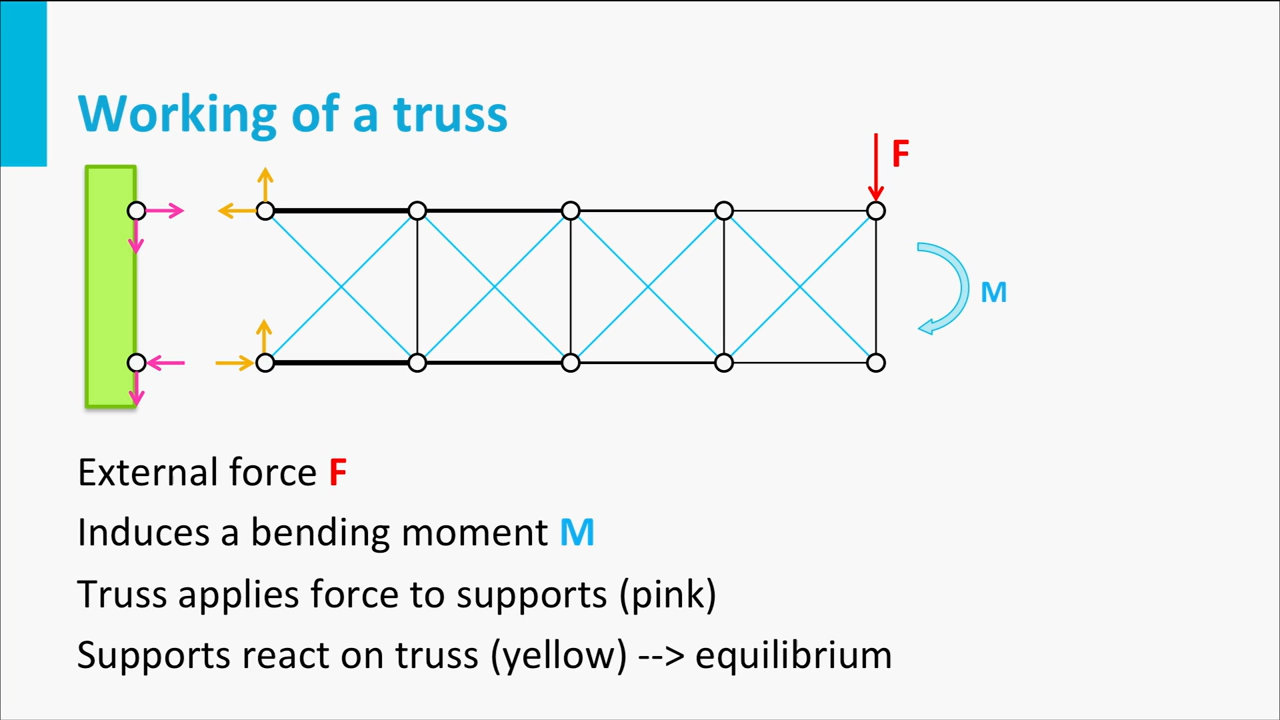 Working of a truss
F
M
External force F
Induces a bending moment M
Truss applies force to supports (pink)
Supports react on truss (yellow) --> equilibrium